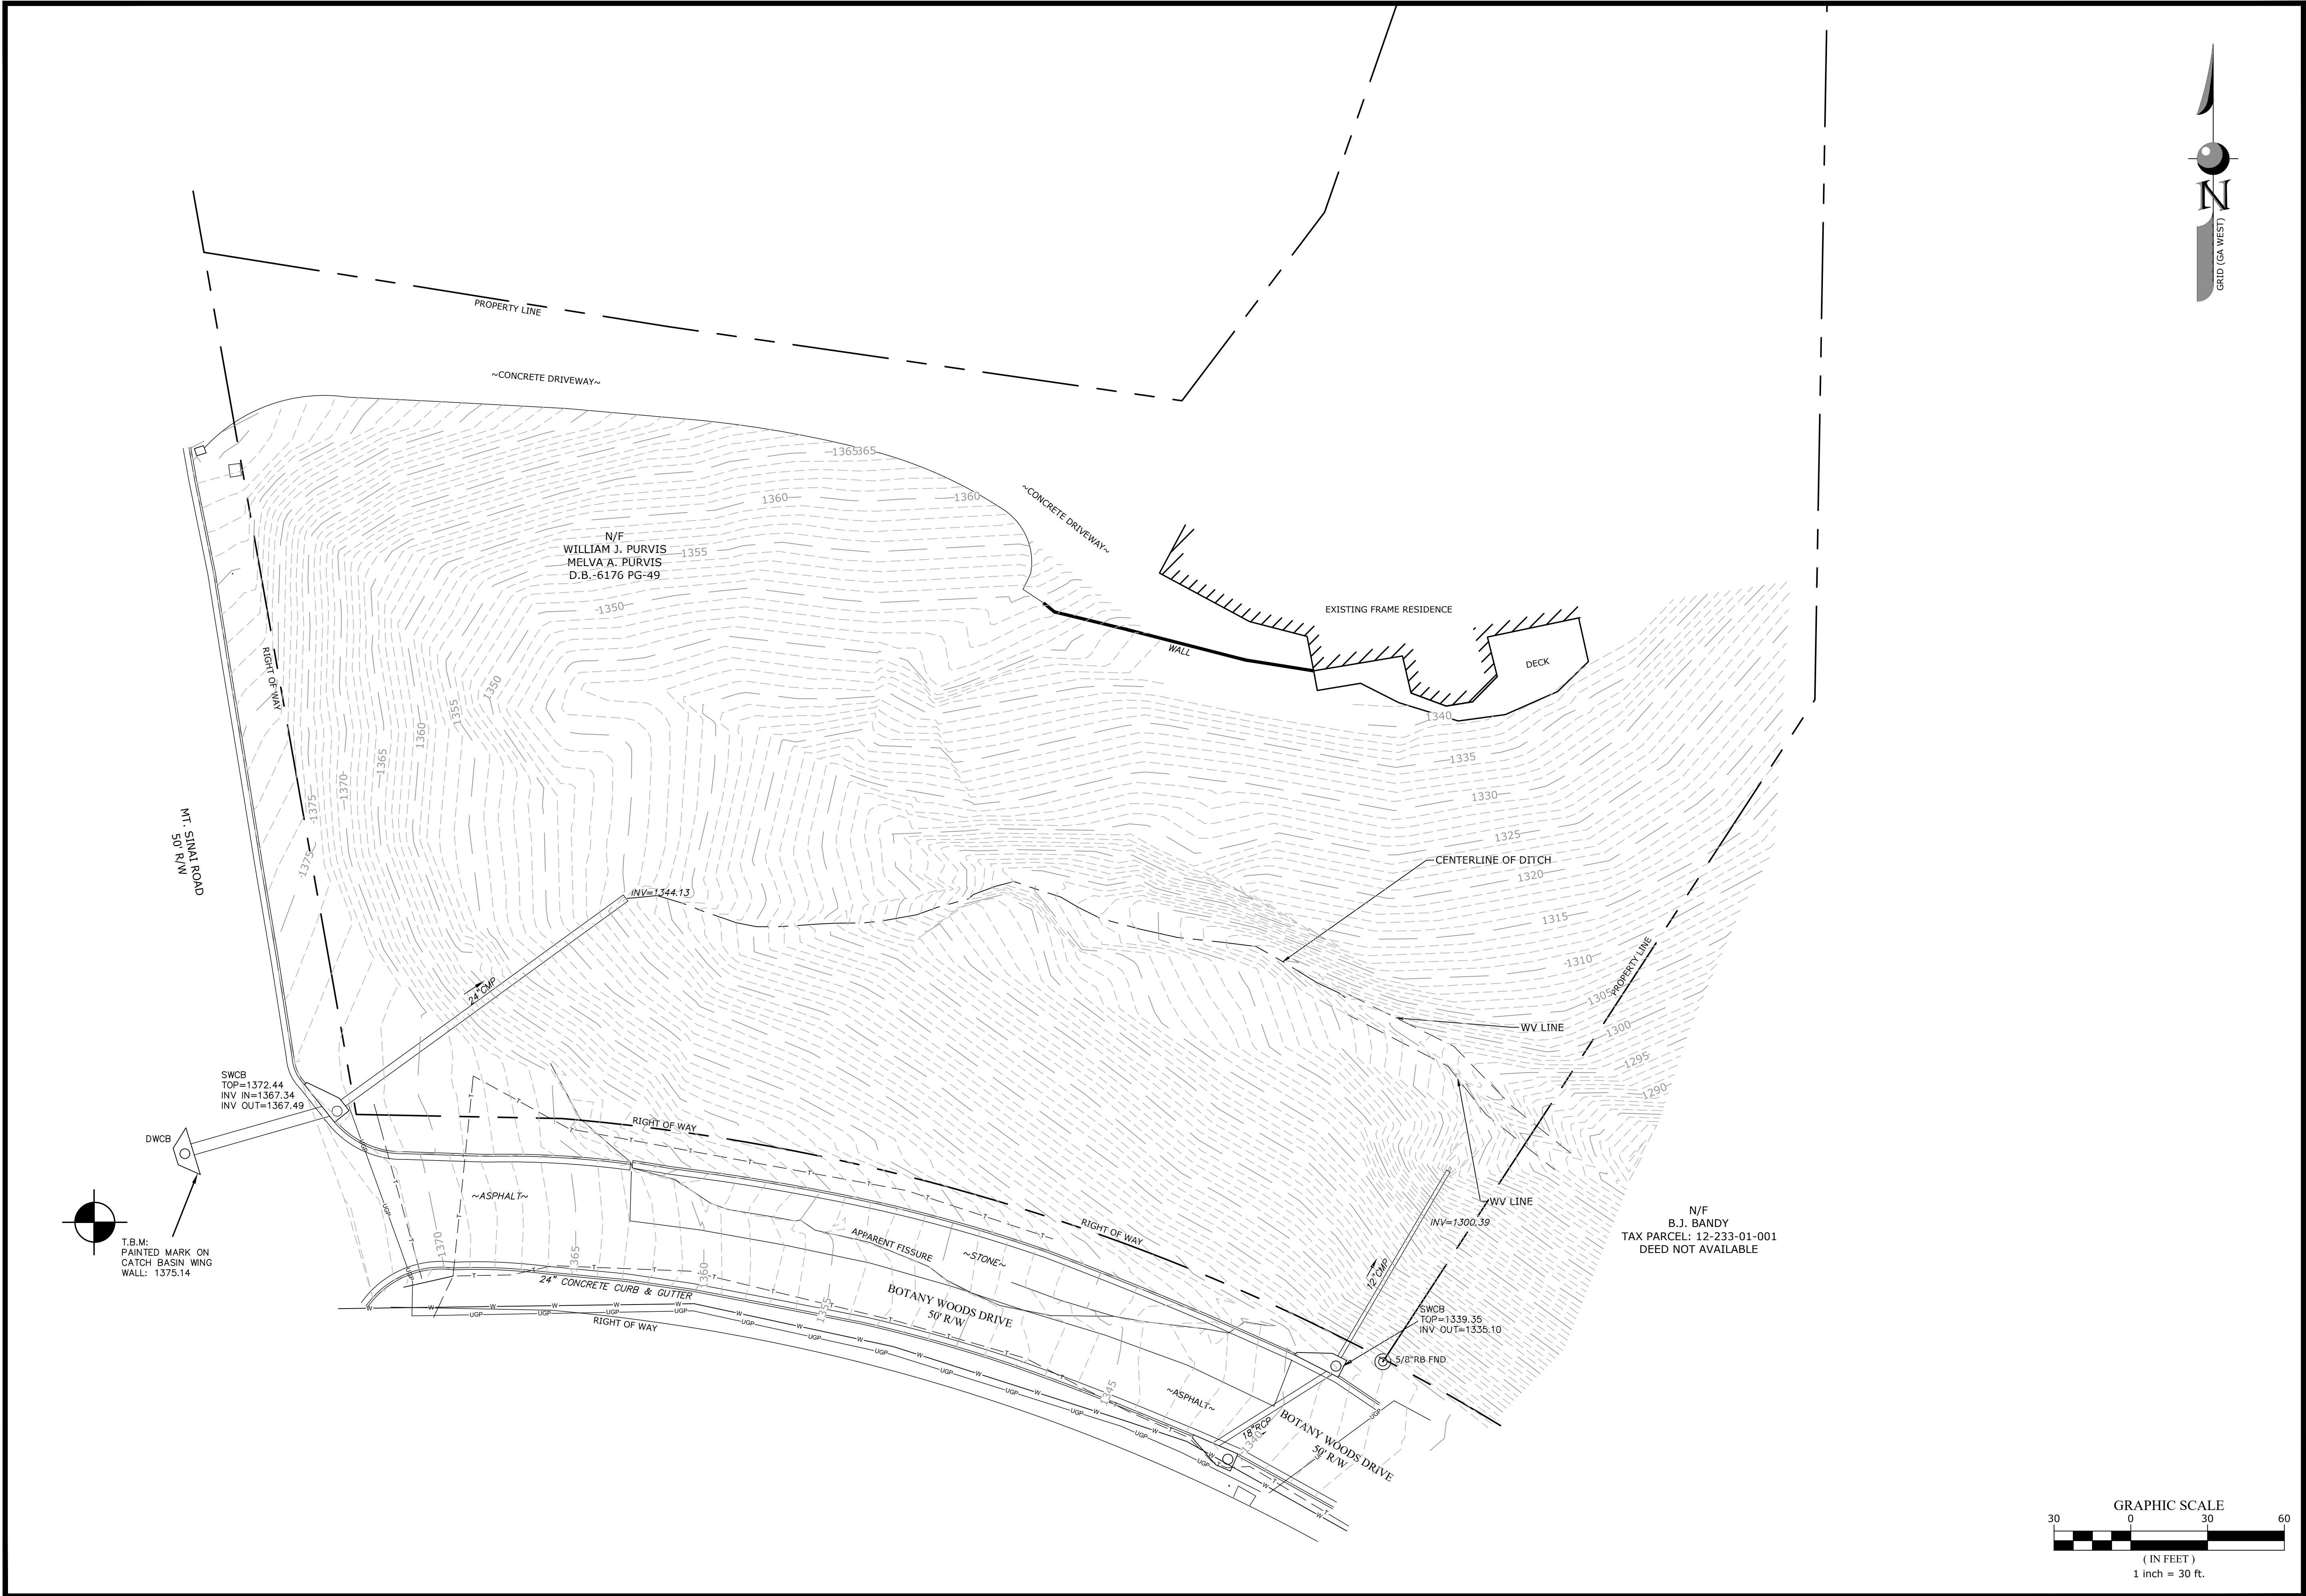 N
GRID (GA WEST)
PROPERTY LINE
~CONCRETE DRIVEWAY~
1365
365
1360
1360
~CONCRETE DRIVEWAY~
N/F
WILLIAM J. PURVIS
MELVA A. PURVIS
D.B.-6176 PG-49
1355
1350
EXISTING FRAME RESIDENCE
WALL
DECK
RIGHT OF WAY
1350
1355
1360
1365
1370
1375
1375
1340
1335
1330
1325
1320
1315
1310
1305
1300
1295
1290
MT. SINAI ROAD
50' R/W
CENTERLINE OF DITCH
INV=1344.13
PROPERTY LINE
24"CMP
WV LINE
SWCB
TOP=1372.44
INV IN=1367.34
INV OUT=1367.49
DWCB
RIGHT OF WAY
~ASPHALT~
T.B.M:
PAINTED MARK ON
CATCH BASIN WING
WALL: 1375.14
WV LINE
INV=1300.39
N/F
B.J. BANDY
TAX PARCEL: 12-233-01-001
DEED NOT AVAILABLE
RIGHT OF WAY
APPARENT FISSURE
~STONE~
1370
1365
1360
1355
1345
1340
24" CONCRETE CURB & GUTTER
BOTANY WOODS DRIVE
50' R/W
RIGHT OF WAY
12"CMP
SWCB
TOP=1339.35
INV OUT=1335.10
5/8"RB FND
~ASPHALT~
18"RCP
BOTANY WOODS DRIVE
50' R/W
T
W
UGP
GRAPHIC SCALE
30 0 30 60
( IN FEET )
1 inch = 30 ft.